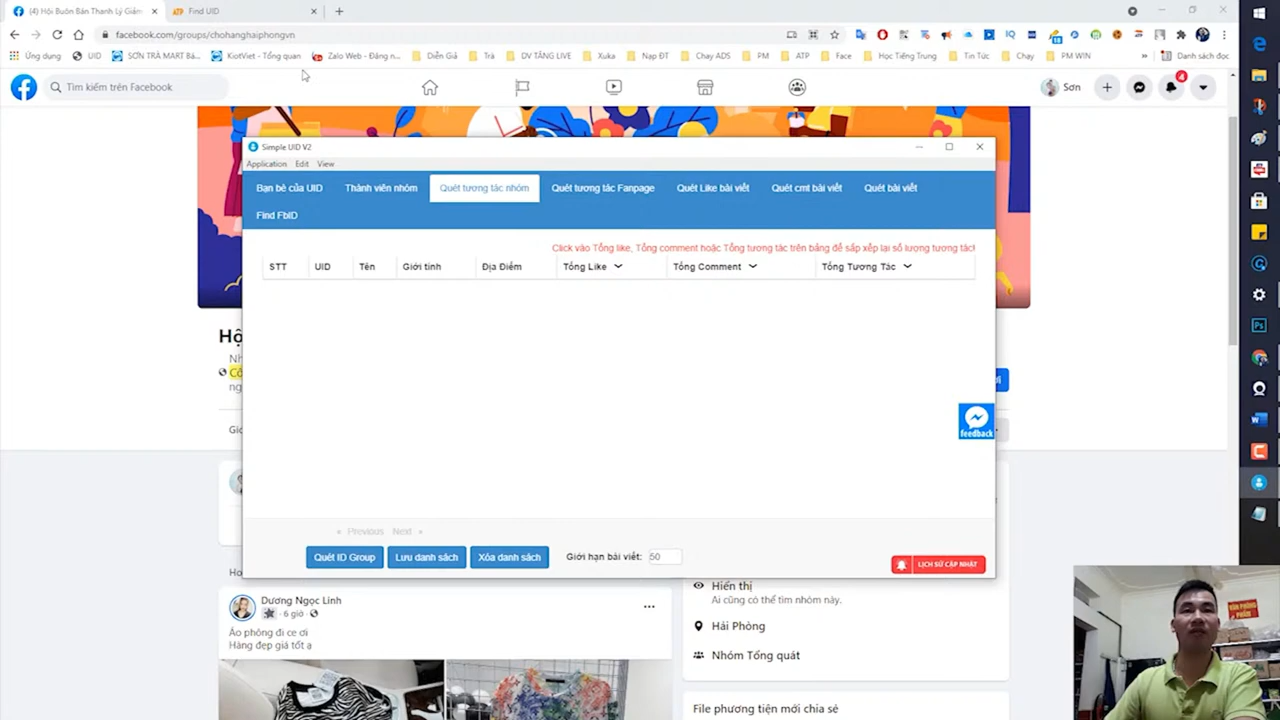 (4) Hội Buôn Bán Thanh Lý Giảm
Find UID
facebook.com/groups/chohanghaiphongvn
Ứng dụng
UID
SƠN TRÀ MART Bá...
KiotViet - Tổng quan
Zalo Web - Đăng n...
Diễn Giả
Trà
DV TĂNG LIVE
Xuka
Nạp ĐT
Chạy ADS
PM
ATP
Face
Học Tiếng Trung
Tin Tức
Chạy
PM WIN
»
Danh sách đọc
Tìm kiếm trên Facebook
Sơn
4
Simple UID V2
Application
Edit
View
Bạn bè của UID
Thành viên nhóm
Quét tương tác nhóm
Quét tương tác Fanpage
Quét Like bài viết
Quét cmt bài viết
Quét bài viết
Find FbID
Click vào Tổng like, Tổng comment hoặc Tổng tương tác trên bảng để sắp xếp lại số lượng tương tác!
STT
UID
Tên
Giới tính
Địa Điểm
Tổng Like
Tổng Comment
Tổng Tương Tác
feedback
« Previous
Next »
Quét ID Group
Lưu danh sách
Xóa danh sách
Giới hạn bài viết:
50
LỊCH SỬ CẬP NHẬT
Dương Ngọc Linh
6 giờ
Áo phông đi ce ơi
Hàng đẹp giá tốt ạ
Hiển thị
Ai cũng có thể tìm nhóm này.
Hải Phòng
Nhóm Tổng quát
File phương tiện mới chia sẻ
VĂN PHÒNG
PHẨM